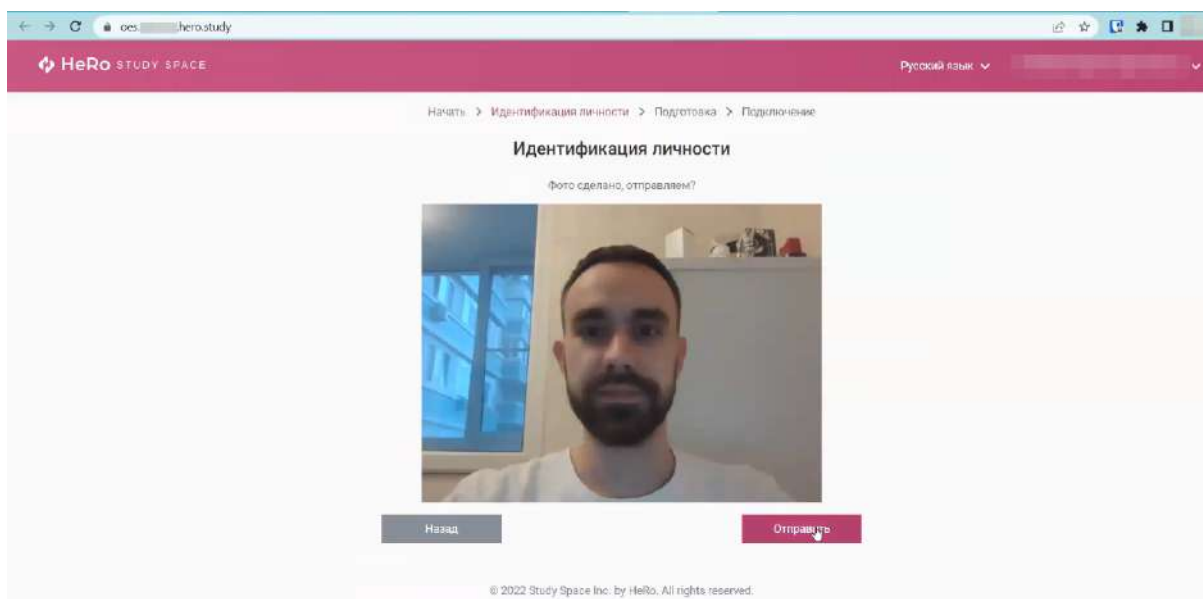 oes. .hero.study
HeRo STUDY SPACE
Русский язык
Начать > Идентификация личности > Подготовка > Подключение
Идентификация личности
Фото сделано, отправляем?
Назад
Отправить
© 2022 Study Space Inc. by HeRo. All rights reserved.